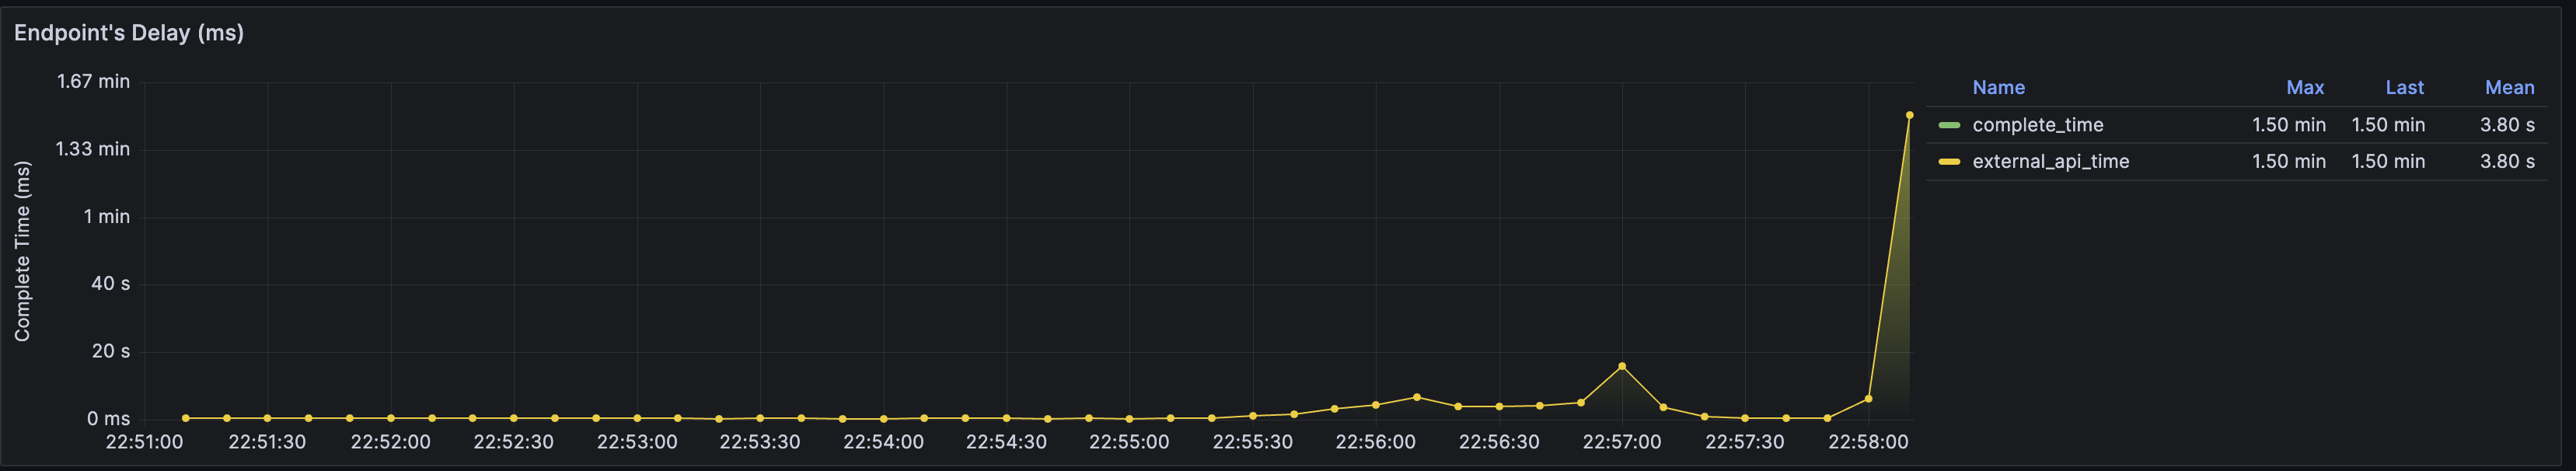 Endpoint's Delay (ms)
Complete Time (ms)
1.67 min
1.33 min
1 min
40 s
20 s
0 ms
22:51:00 22:51:30 22:52:00 22:52:30 22:53:00 22:53:30 22:54:00 22:54:30 22:55:00 22:55:30 22:56:00 22:56:30 22:57:00 22:57:30 22:58:00
Name Max Last Mean
complete_time 1.50 min 1.50 min 3.80 s
external_api_time 1.50 min 1.50 min 3.80 s